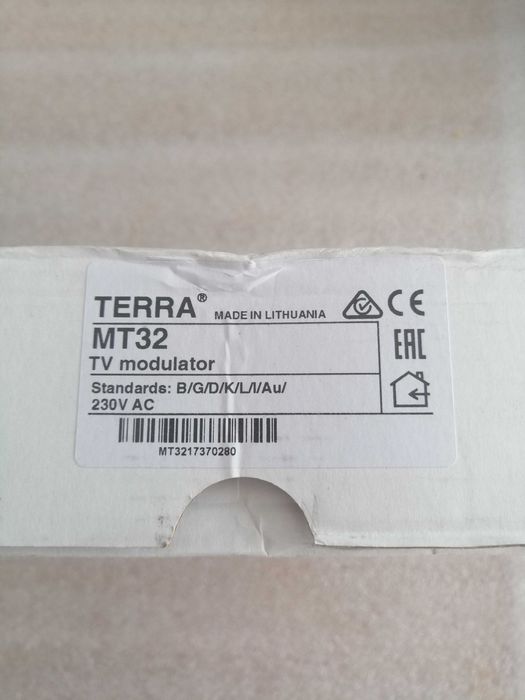 TERRA® MADE IN LITHUANIA CE
MT32
TV modulator
EAC
Standards: B/G/D/K/L/I/Au/
230V AC
MT3217370280